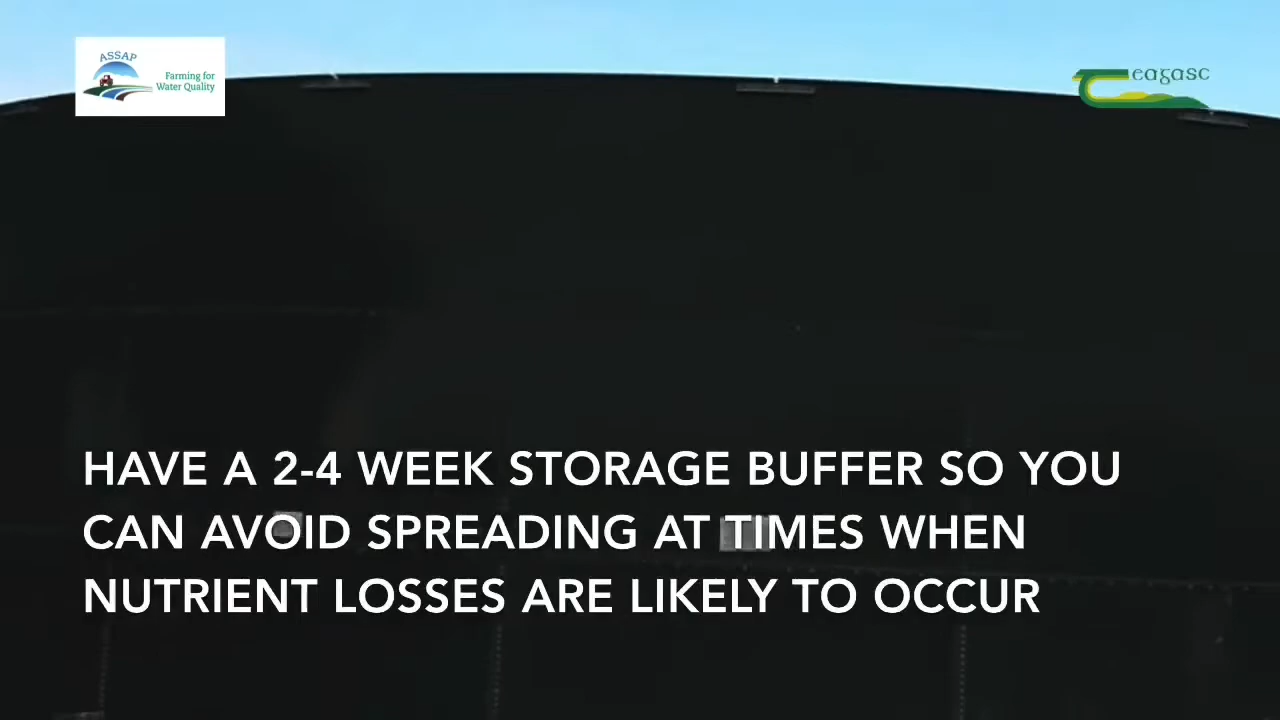 ASSAP
Farming for
Water Quality
Teagasc
HAVE A 2-4 WEEK STORAGE BUFFER SO YOU
CAN AVOID SPREADING AT TIMES WHEN
NUTRIENT LOSSES ARE LIKELY TO OCCUR